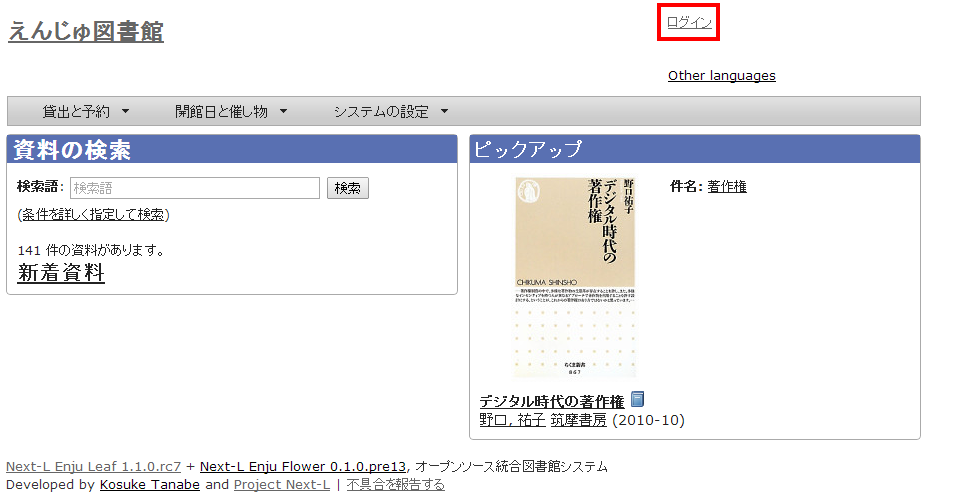 えんじゅ図書館
ログイン
Other languages
貸出と予約 開館日と催し物 システムの設定
資料の検索
検索語: 検索語 検索
(条件を詳しく指定して検索)
141 件の資料があります。
新着資料
ピックアップ
野口祐子
デジタル時代の
著作権
CHIKUMA SHINSHO
ちくま新書
867
件名: 著作権
デジタル時代の著作権
野口, 祐子 筑摩書房 (2010-10)
Next-L Enju Leaf 1.1.0.rc7 + Next-L Enju Flower 0.1.0.pre13, オープンソース統合図書館システム
Developed by Kosuke Tanabe and Project Next-L | 不具合を報告する